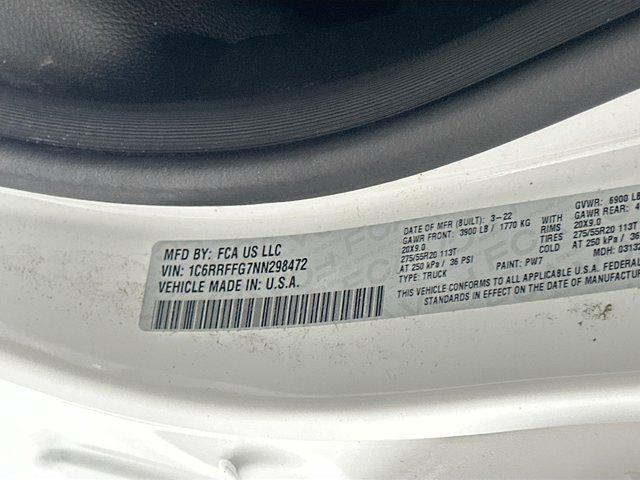 MFD BY: FCA US LLC
VIN: 1C6RRFFG7NN298472
VEHICLE MADE IN: U.S.A.
DATE OF MFR (BUILT): 3-22
GAWR FRONT: 3900 LB / 1770 KG
20X9.0
275/55R20 113T
AT 250 kPa / 36 PSI
TYPE: TRUCK
PAINT: PW7
WITH
RIMS
TIRES
COLD
GVWR: 6900 LB
GAWR REAR: 4
20X9.0
275/55R20 113T
AT 250 kPa / 36
MDH: 0313
THIS VEHICLE CONFORMS TO ALL APPLICABLE U.S.A. FEDERAL
STANDARDS IN EFFECT ON THE DATE OF MANUFACTUR